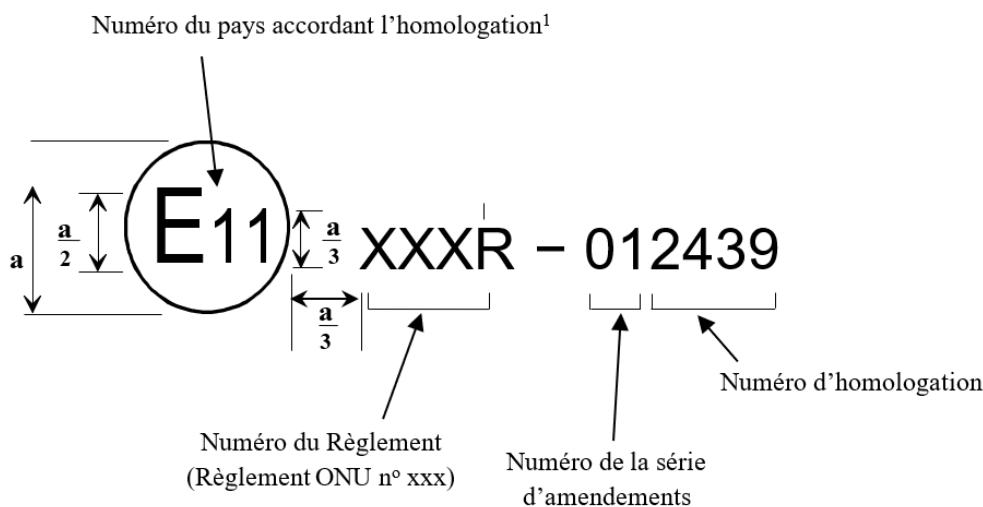 Numéro du pays accordant l’homologation¹
E11
a
a
2
a
3
XXXR – 012439
a
3
Numéro d’homologation
Numéro du Règlement
(Règlement ONU nᵒ xxx)
Numéro de la série
d’amendements